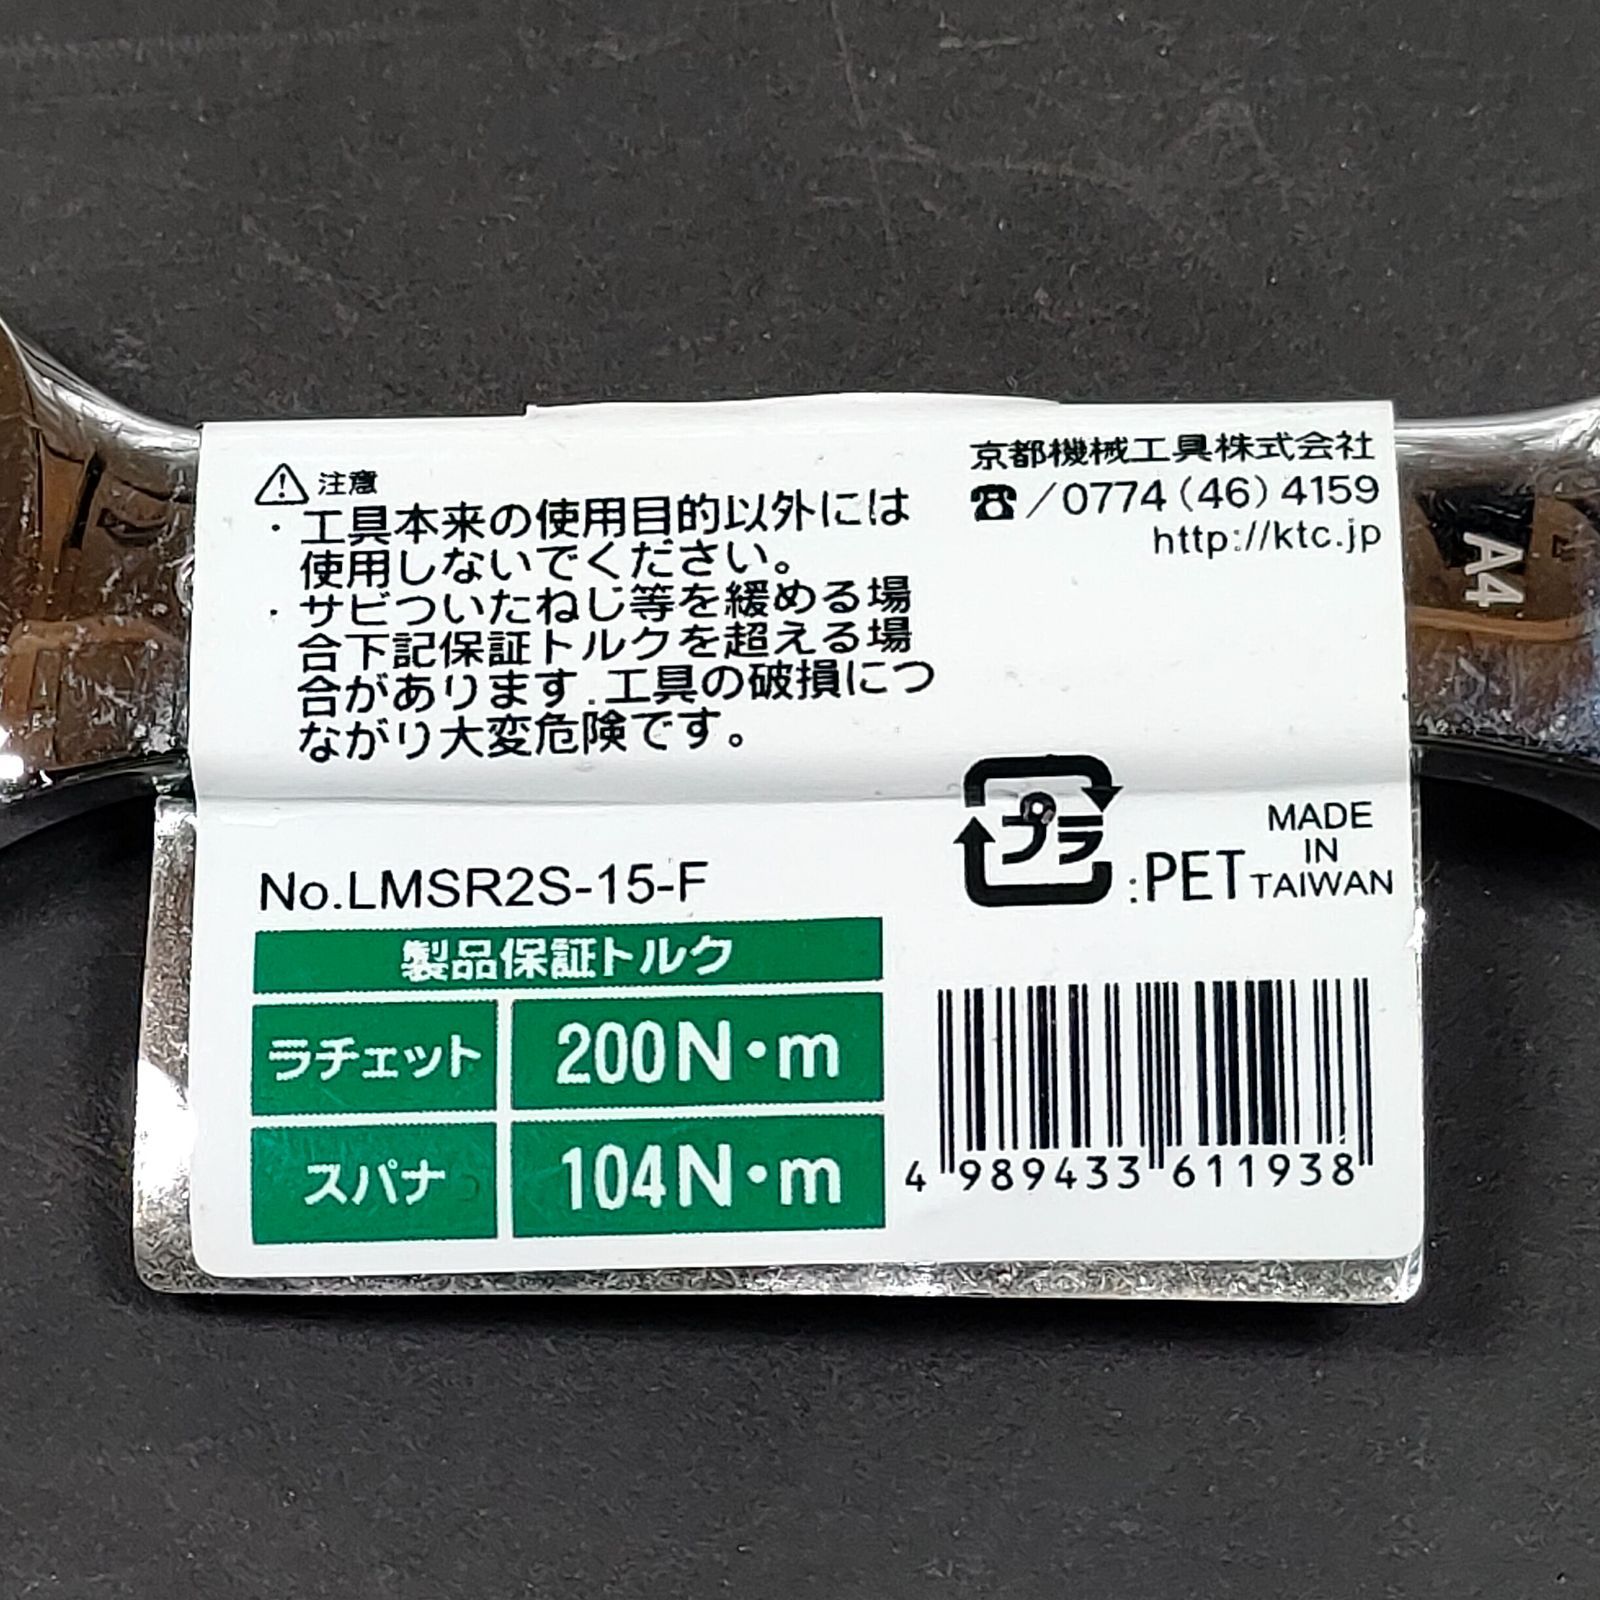 注意
・工具本来の使用目的以外には
使用しないでください。
・サビついたねじ等を緩める場
合下記保証トルクを超える場
合があります.工具の破損につ
ながり大変危険です。
京都機械工具株式会社
☎/0774(46)4159
http://ktc.jp
A4
No.LMSR2S-15-F
プラ
:PET
MADE
IN
TAIWAN
製品保証トルク
ラチェット 200N・m
スパナ 104N・m
4 989433 611938